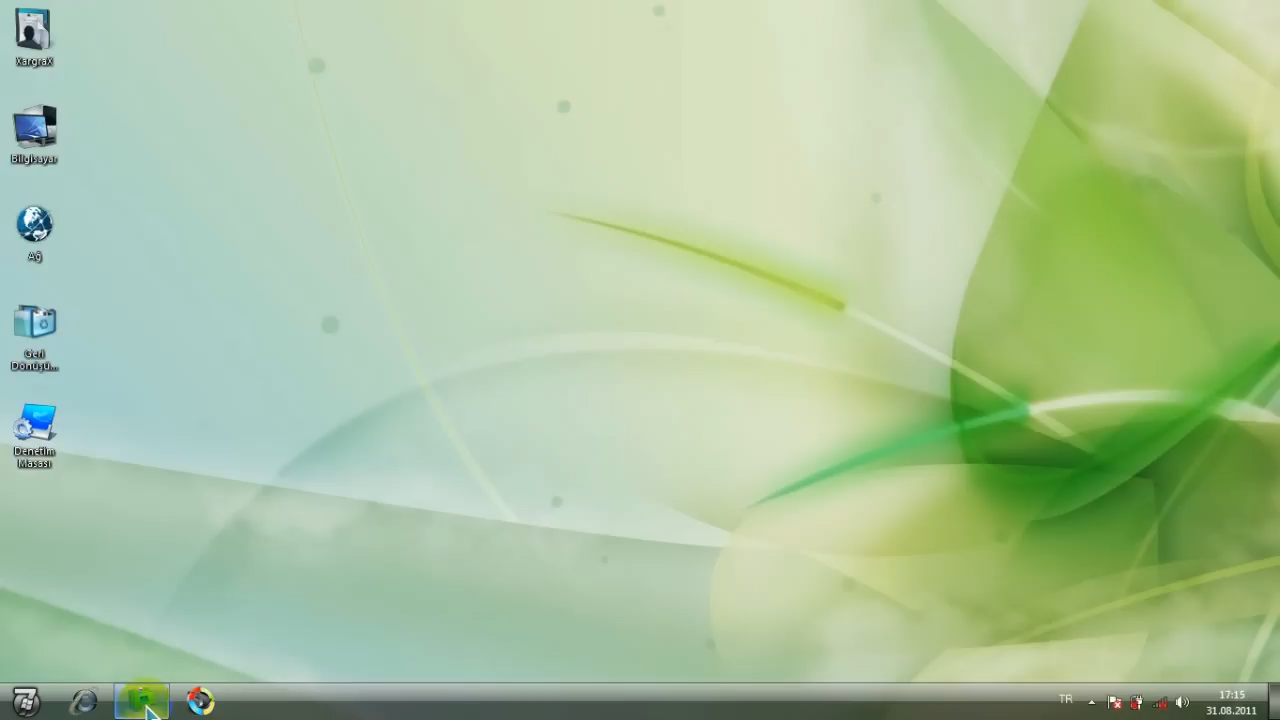 XargraX
Bilgisayar
Ağ
Geri
Dönüşü...
Denetim
Masası
TR
17:15
31.08.2011